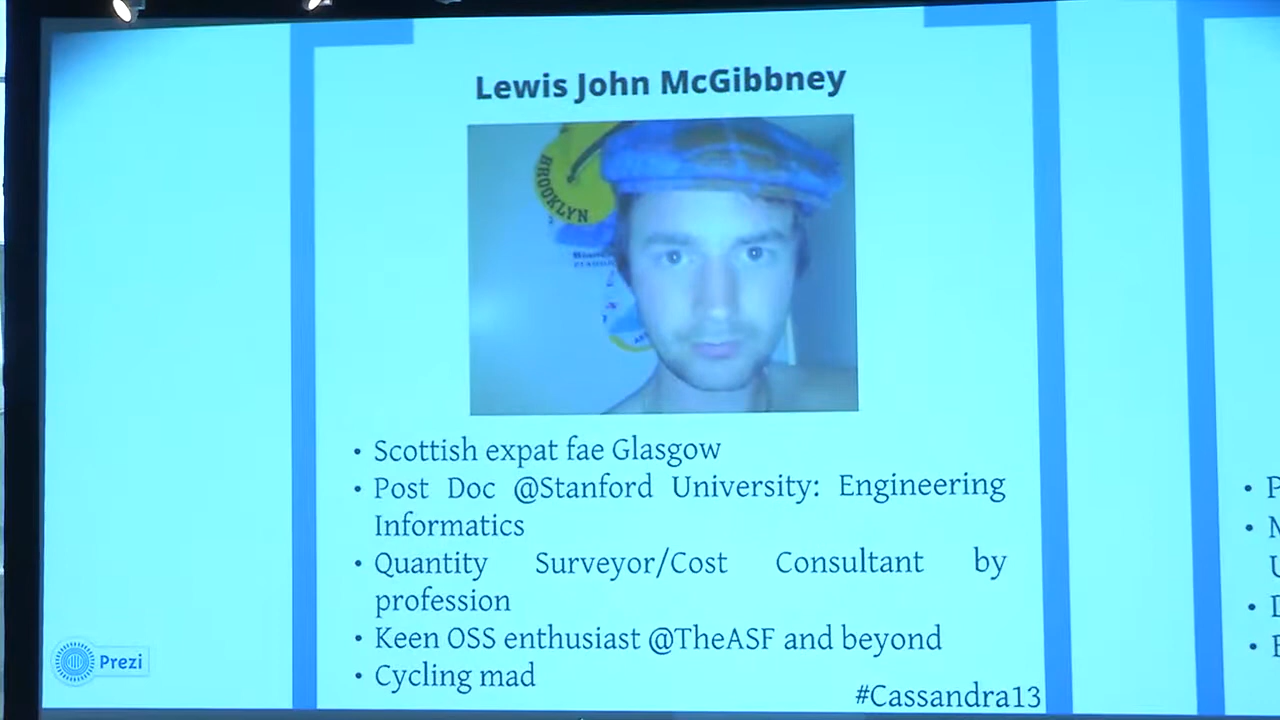 Lewis John McGibbney
BROOKLYN
• Scottish expat fae Glasgow
• Post Doc @Stanford University: Engineering
Informatics
• Quantity Surveyor/Cost Consultant by
profession
• Keen OSS enthusiast @TheASF and beyond
• Cycling mad
#Cassandra13
Prezi